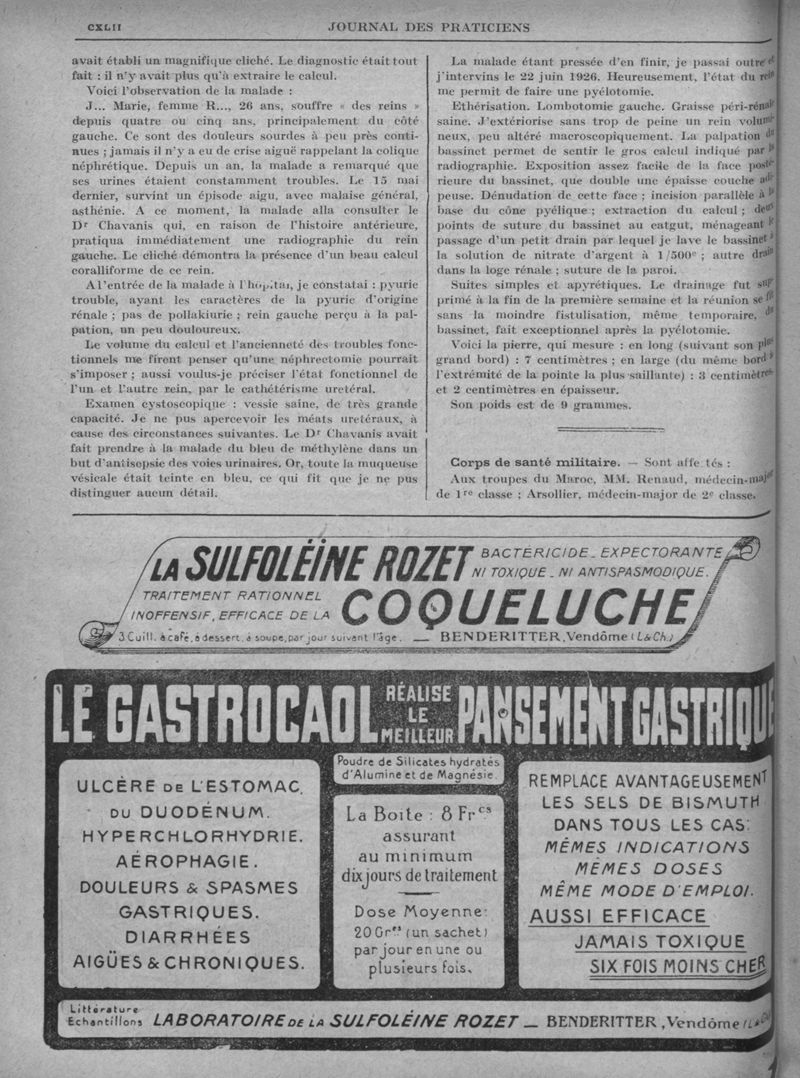 CXLII
JOURNAL DES PRATICIENS
avait établi un magnifique cliché. Le diagnostic était tout
fait : il n'y avait plus qu'à extraire le calcul.
Voici l'observation de la malade :
J... Marie, femme R..., 26 ans, souffre « des reins »
depuis quatre ou cinq ans, principalement du côté
gauche. Ce sont des douleurs sourdes à peu près conti-
nues ; jamais il n'y a eu de crise aiguë rappelant la colique
néphrétique. Depuis un an, la malade a remarqué que
ses urines étaient constamment troubles. Le 15 mai
dernier, survint un épisode aigu, avec malaise général,
asthénie. A ce moment, la malade alla consulter le
Dr Chavanis qui, en raison de l'histoire antérieure,
pratiqua immédiatement une radiographie du rein
gauche. Le cliché démontra la présence d'un beau calcul
coralliforme de ce rein.
A l'entrée de la malade à l'hôpital, je constatai : pyurie
trouble, ayant les caractères de la pyurie d'origine
rénale ; pas de pollakiurie ; rein gauche perçu à la pal-
pation, un peu douloureux.
Le volume du calcul et l'ancienneté des troubles fonc-
tionnels me firent penser qu'une néphrectomie pourrait
s'imposer ; aussi voulus-je préciser l'état fonctionnel de
l'un et l'autre rein, par le cathétérisme uretéral.
Examen cystoscopique : vessie saine, de très grande
capacité. Je ne pus apercevoir les méats uretéraux, à
cause des circonstances suivantes. Le Dr Chavanis avait
fait prendre à la malade du bleu de méthylène dans un
but d'antisepsie des voies urinaires. Or, toute la muqueuse
vésicale était teinte en bleu, ce qui fit que je ne pus
distinguer aucun détail.
La malade étant pressée d'en finir, je passai outre et
j'intervins le 22 juin 1926. Heureusement, l'état du rein
me permit de faire une pyélotomie.
Ethérisation. Lombotomie gauche. Graisse péri-rénale
saine. J'extériorise sans trop de peine un rein volumi-
neux, peu altéré macroscopiquement. La palpation du
bassinet permet de sentir le gros calcul indiqué par la
radiographie. Exposition assez facile de la face posté-
rieure du bassinet, que double une épaisse couche adi-
peuse. Dénudation de cette face ; incision parallèle à la
base du cône pyélique ; extraction du calcul ; deux
points de suture du bassinet au catgut, ménageant le
passage d'un petit drain par lequel je lave le bassinet à
la solution de nitrate d'argent à 1/500e ; autre drain
dans la loge rénale ; suture de la paroi.
Suites simples et apyrétiques. Le drainage fut sup-
primé à la fin de la première semaine et la réunion se fit
sans la moindre fistulisation, même temporaire, du
bassinet, fait exceptionnel après la pyélotomie.
Voici la pierre, qui mesure : en long (suivant son plus
grand bord) : 7 centimètres ; en large (du même bord à
l'extrémité de la pointe la plus saillante) : 3 centimètres,
et 2 centimètres en épaisseur.
Son poids est de 9 grammes.
Corps de santé militaire. — Sont affe tés :
Aux troupes du Maroc, MM. Renaud, médecin-major
de 1re classe ; Arsollier, médecin-major de 2e classe.
LA SULFOLÉINE ROZET
BACTÉRICIDE_EXPECTORANTE
NI TOXIQUE_NI ANTISPASMODIQUE.
TRAITEMENT RATIONNEL
INOFFENSIF, EFFICACE DE LA
COQUELUCHE
3 Cuill. à café, à dessert, à soupe, par jour suivant l'âge. — BENDERITTER, Vendôme (L&Ch.)
LE GASTROCAOL RÉALISE LE MEILLEUR PANSEMENT GASTRIQUE
ULCÈRE DE L'ESTOMAC,
DU DUODÉNUM.
HYPERCHLORHYDRIE.
AÉROPHAGIE.
DOULEURS & SPASMES
GASTRIQUES.
DIARRHÉES
AIGÜES & CHRONIQUES.
Poudre de Silicates hydratés
d'Alumine et de Magnésie.
La Boite : 8 Frcs
assurant
au minimum
dix jours de traitement
Dose Moyenne:
20 Gres (un sachet)
par jour en une ou
plusieurs fois.
REMPLACE AVANTAGEUSEMENT
LES SELS DE BISMUTH
DANS TOUS LES CAS:
MÊMES INDICATIONS
MÊMES DOSES
MÊME MODE D'EMPLOI.
AUSSI EFFICACE
JAMAIS TOXIQUE
SIX FOIS MOINS CHER
Littérature
Echantillons
LABORATOIRE DE LA SULFOLÉINE ROZET — BENDERITTER, Vendôme (L&Ch